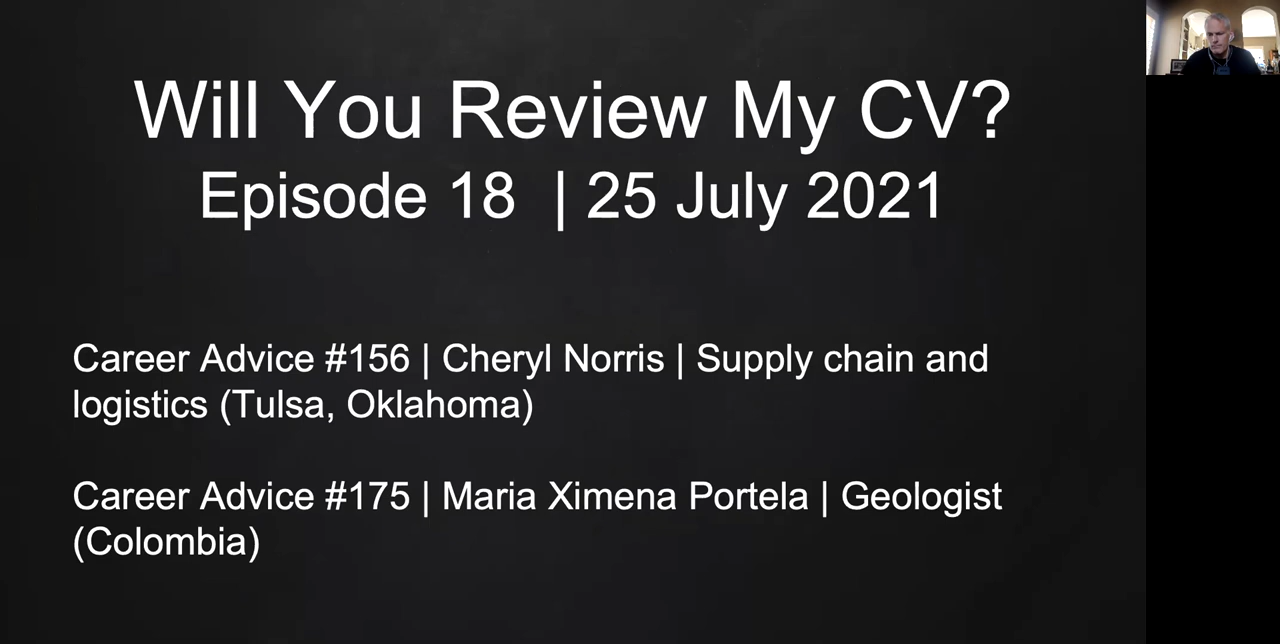 Will You Review My CV?
Episode 18 | 25 July 2021
Career Advice #156 | Cheryl Norris | Supply chain and
logistics (Tulsa, Oklahoma)
Career Advice #175 | Maria Ximena Portela | Geologist
(Colombia)